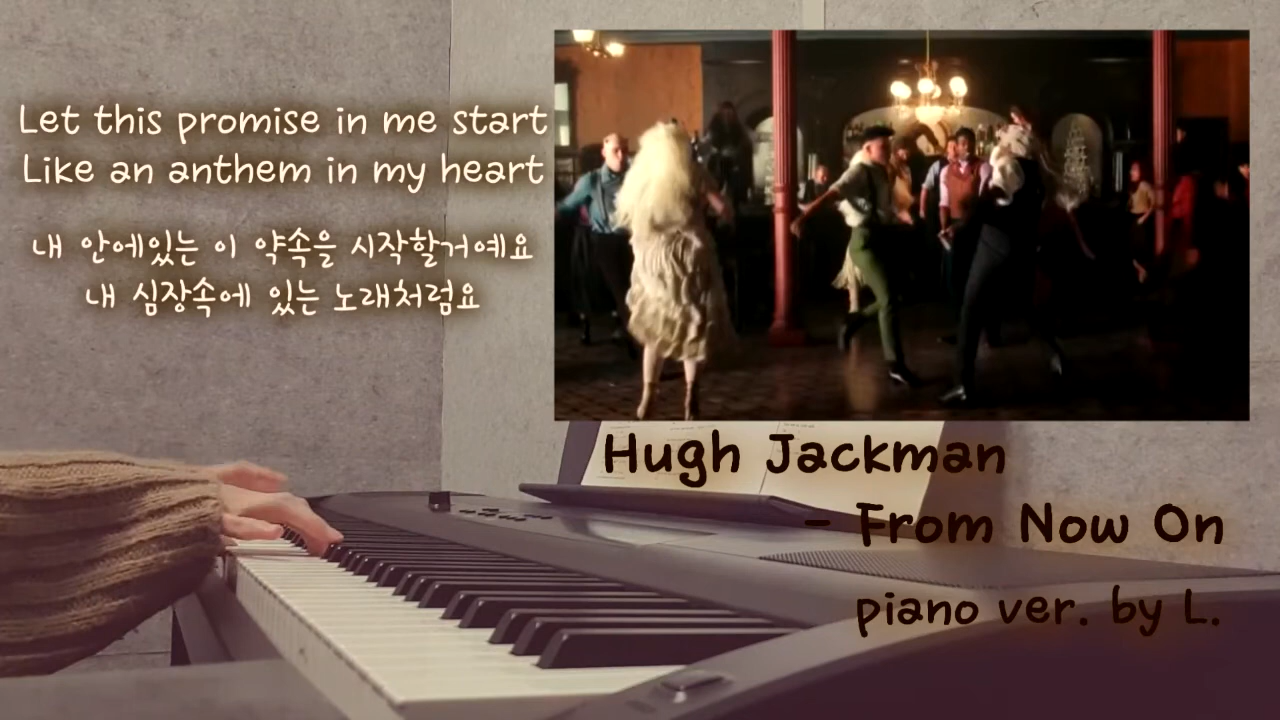 Let this promise in me start
Like an anthem in my heart
내 안에있는 이 약속을 시작할거예요
내 심장속에 있는 노래처럼요
Hugh Jackman
- From Now On
piano ver. by L.